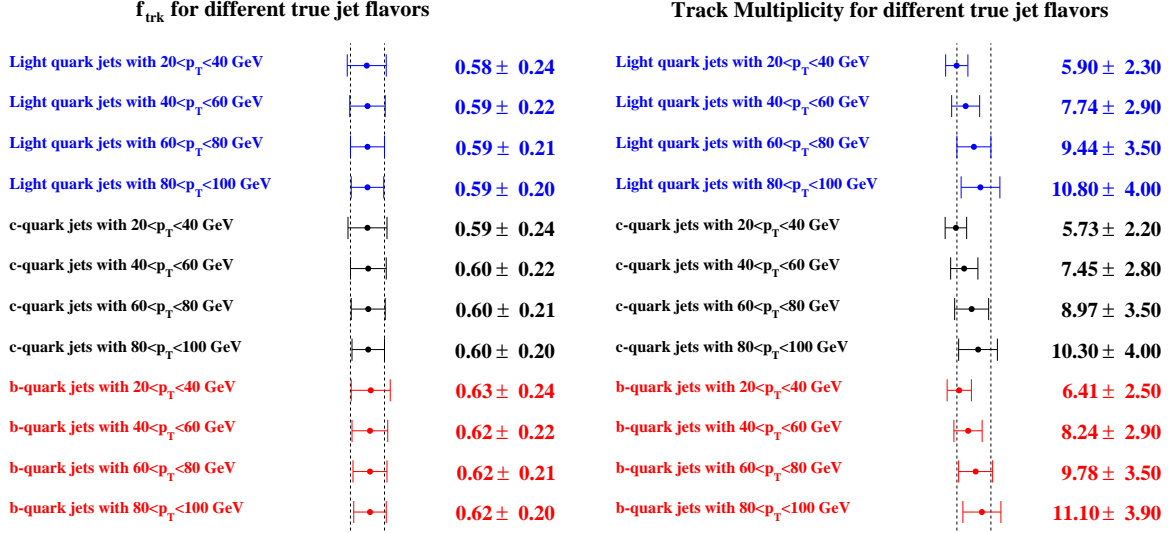 f_trk for different true jet flavors
Light quark jets with 20<p_T<40 GeV 0.58 ± 0.24
Light quark jets with 40<p_T<60 GeV 0.59 ± 0.22
Light quark jets with 60<p_T<80 GeV 0.59 ± 0.21
Light quark jets with 80<p_T<100 GeV 0.59 ± 0.20
c-quark jets with 20<p_T<40 GeV 0.59 ± 0.24
c-quark jets with 40<p_T<60 GeV 0.60 ± 0.22
c-quark jets with 60<p_T<80 GeV 0.60 ± 0.21
c-quark jets with 80<p_T<100 GeV 0.60 ± 0.20
b-quark jets with 20<p_T<40 GeV 0.63 ± 0.24
b-quark jets with 40<p_T<60 GeV 0.62 ± 0.22
b-quark jets with 60<p_T<80 GeV 0.62 ± 0.21
b-quark jets with 80<p_T<100 GeV 0.62 ± 0.20
Track Multiplicity for different true jet flavors
Light quark jets with 20<p_T<40 GeV 5.90 ± 2.30
Light quark jets with 40<p_T<60 GeV 7.74 ± 2.90
Light quark jets with 60<p_T<80 GeV 9.44 ± 3.50
Light quark jets with 80<p_T<100 GeV 10.80 ± 4.00
c-quark jets with 20<p_T<40 GeV 5.73 ± 2.20
c-quark jets with 40<p_T<60 GeV 7.45 ± 2.80
c-quark jets with 60<p_T<80 GeV 8.97 ± 3.50
c-quark jets with 80<p_T<100 GeV 10.30 ± 4.00
b-quark jets with 20<p_T<40 GeV 6.41 ± 2.50
b-quark jets with 40<p_T<60 GeV 8.24 ± 2.90
b-quark jets with 60<p_T<80 GeV 9.78 ± 3.50
b-quark jets with 80<p_T<100 GeV 11.10 ± 3.90